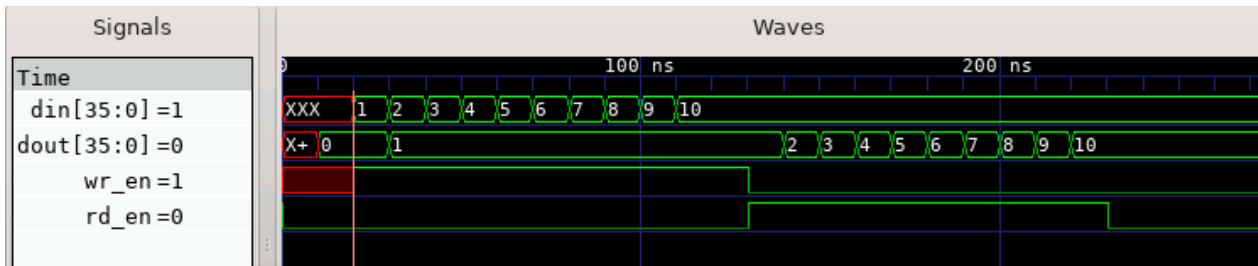 Signals
Waves
Time
0 100 ns 200 ns
din[35:0]=1 XXX 1 2 3 4 5 6 7 8 9 10
dout[35:0]=0 X+ 0 1 2 3 4 5 6 7 8 9 10
wr_en=1
rd_en=0